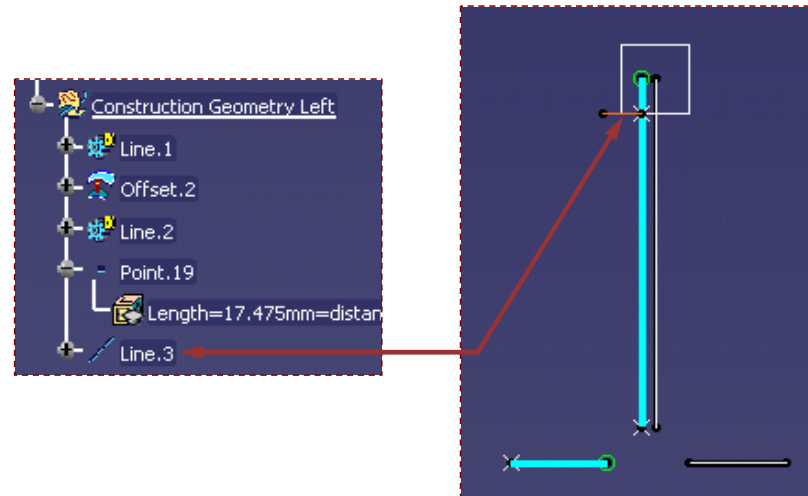 Construction Geometry Left
Line.1
Offset.2
Line.2
Point.19
Length=17.475mm=distan
Line.3